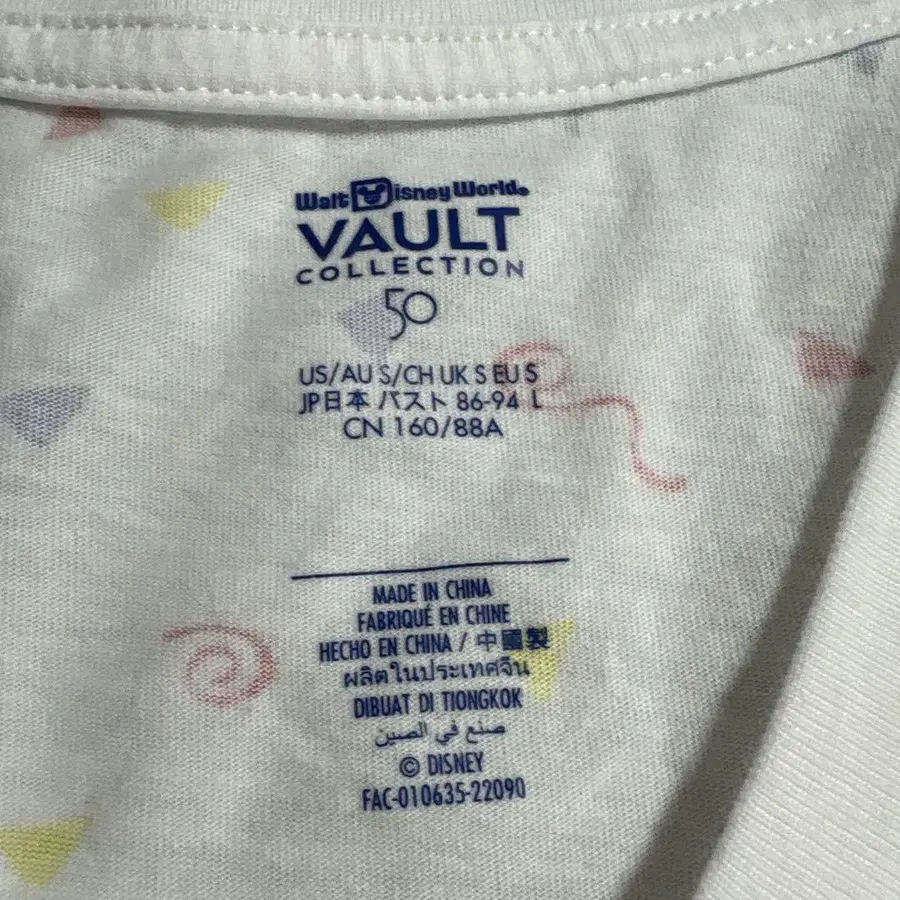 Walt Disney World®
VAULT
COLLECTION
50
US/AU S/CH UK S EU S
JP日本 バスト 86-94 L
CN 160/88A
MADE IN CHINA
FABRIQUÉ EN CHINE
HECHO EN CHINA / 中國製
ผลิตในประเทศจีน
DIBUAT DI TIONGKOK
صنع في الصين
© DISNEY
FAC-010635-22090